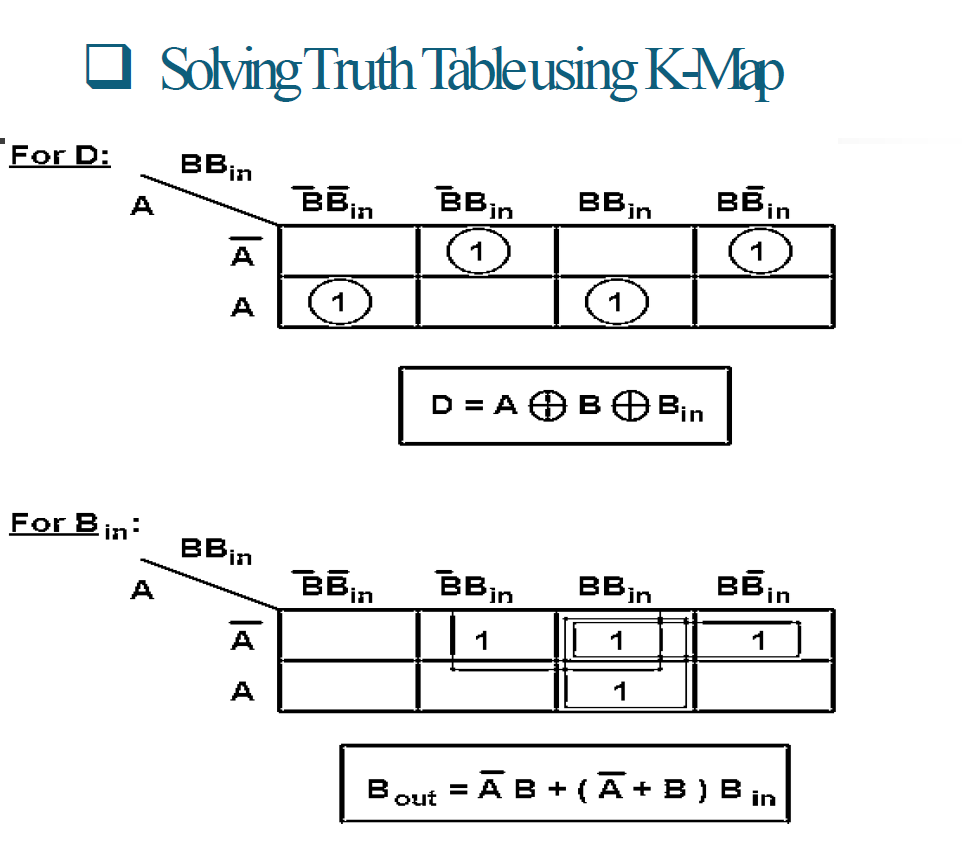 ❑ Solving Truth Table using K-Map
For D:
BB_in
A
B̅B̅_in B̅B_in BB_in BB̅_in
A̅ 1 1
A 1 1
D = A ⊕ B ⊕ B_in
For B_in:
BB_in
A
B̅B̅_in B̅B_in BB_in BB̅_in
A̅ 1 1 1
A 1
B_out = A̅ B + ( A̅ + B ) B_in